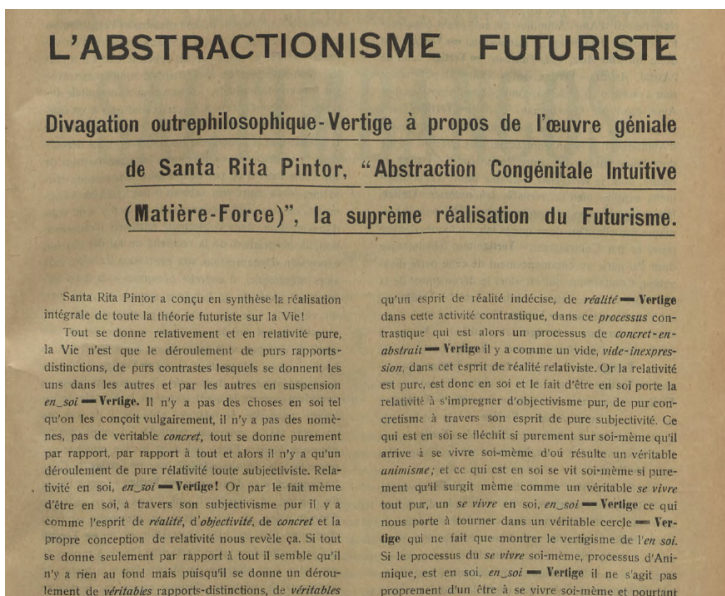 L'ABSTRACTIONISME FUTURISTE
Divagation outrephilosophique-Vertige à propos de l'œuvre géniale
de Santa Rita Pintor, “Abstraction Congénitale Intuitive
(Matière-Force)”, la suprème réalisation du Futurisme.
Santa Rita Pintor a conçu en synthèse la réalisation
intégrale de toute la théorie futuriste sur la Vie!
Tout se donne relativement et en relativité pure,
la Vie n'est que le déroulement de purs rapports-
distinctions, de purs contrastes lesquels se donnent les
uns dans les autres et par les autres en suspension
en_soi — Vertige. Il n'y a pas des choses en soi tel
qu'on les conçoit vulgairement, il n'y a pas des nomè-
nes, pas de veritable concret, tout se donne purement
par rapport, par rapport à tout et alors il n'y a qu'un
déroulement de pure rélativité toute subjectiviste. Rela-
tivité en soi, en_soi — Vertige! Or par le fait mème
d'ètre en soi, a travers son subjectivisme pur il y a
comme l'esprit de réalité, d'objectivité, de concret et la
propre conception de relativité nous revèle ça. Si tout
se donne seulement par rapport à tout il semble qu'il
n'y a rien au fond mais puisqu'il se donne un dérou-
lement de véritables rapports-distinctions, de véritables
qu'un esprit de réalité indécise, de réalité — Vertige
dans cette activité contrastique, dans ce processus con-
trastique qui est alors un processus de concret-en-
abstrait — Vertige il y a comme un vide, vide-inexpres-
sion, dans cet esprit de réalité relativiste. Or la relativité
est pure, est donc en soi et le fait d'ètre en soi porte la
relativité à s'impregner d'objectivisme pur, de pur con-
cretisme à travers son esprit de pure subjectivité. Ce
qui est en soi se fléchit si purement sur soi-mème qu'il
arrive à se vivre soi-mème d'où résulte un véritable
animisme; et ce qui est en soi se vit soi-mème si pure-
ment qu'il surgit mème comme un véritable se vivre
tout pur, un se vivre en soi, en_soi — Vertige ce qui
nous porte à tourner dans un véritable cercle — Ver-
tige qui ne fait que montrer le vertigisme de l'en soi.
Si le processus du se vivre soi-mème, processus d'Ani-
mique, est en soi, en_soi — Vertige il ne s'agit pas
proprement d'un ètre à se vivre soi-mème et pourtant